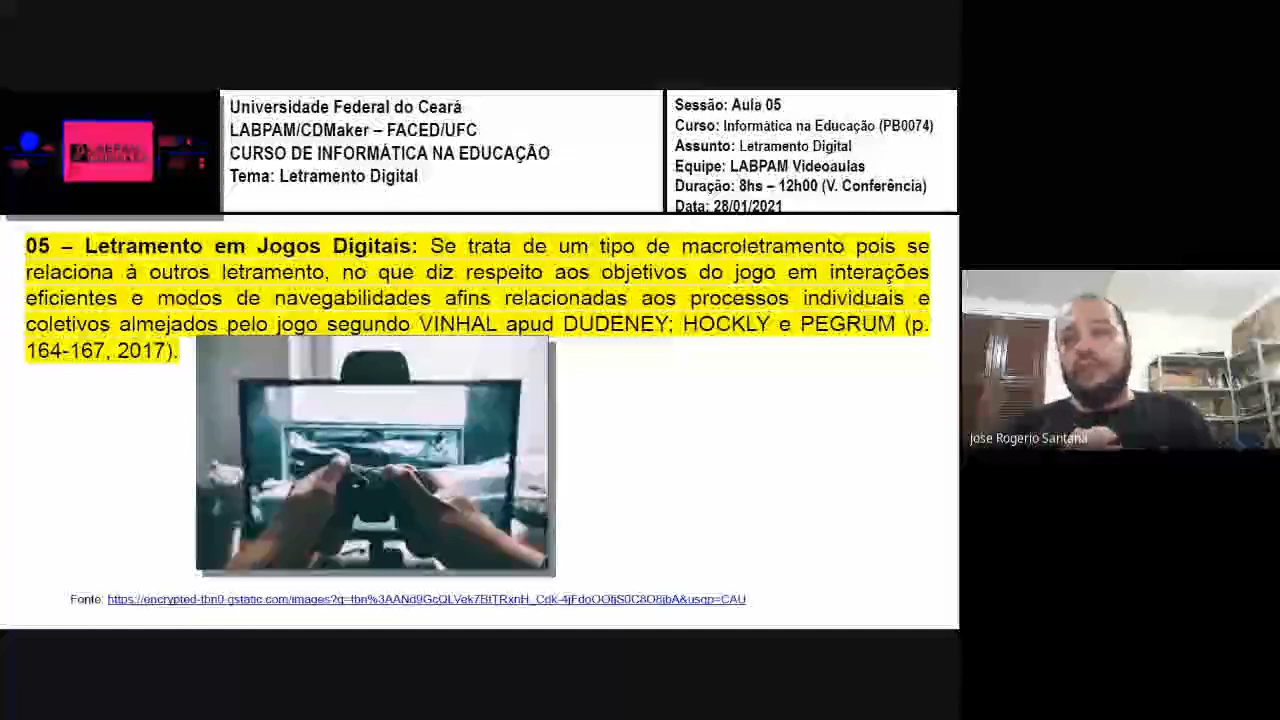 Universidade Federal do Ceará
LABPAM/CDMaker – FACED/UFC
CURSO DE INFORMÁTICA NA EDUCAÇÃO
Tema: Letramento Digital
Sessão: Aula 05
Curso: Informática na Educação (PB0074)
Assunto: Letramento Digital
Equipe: LABPAM Videoaulas
Duração: 8hs – 12h00 (V. Conferência)
Data: 28/01/2021
05 – Letramento em Jogos Digitais: Se trata de um tipo de macroletramento pois se
relaciona à outros letramento, no que diz respeito aos objetivos do jogo em interações
eficientes e modos de navegabilidades afins relacionadas aos processos individuais e
coletivos almejados pelo jogo segundo VINHAL apud DUDENEY; HOCKLY e PEGRUM (p.
164-167, 2017).
Jose Rogerio Santana
Fonte: